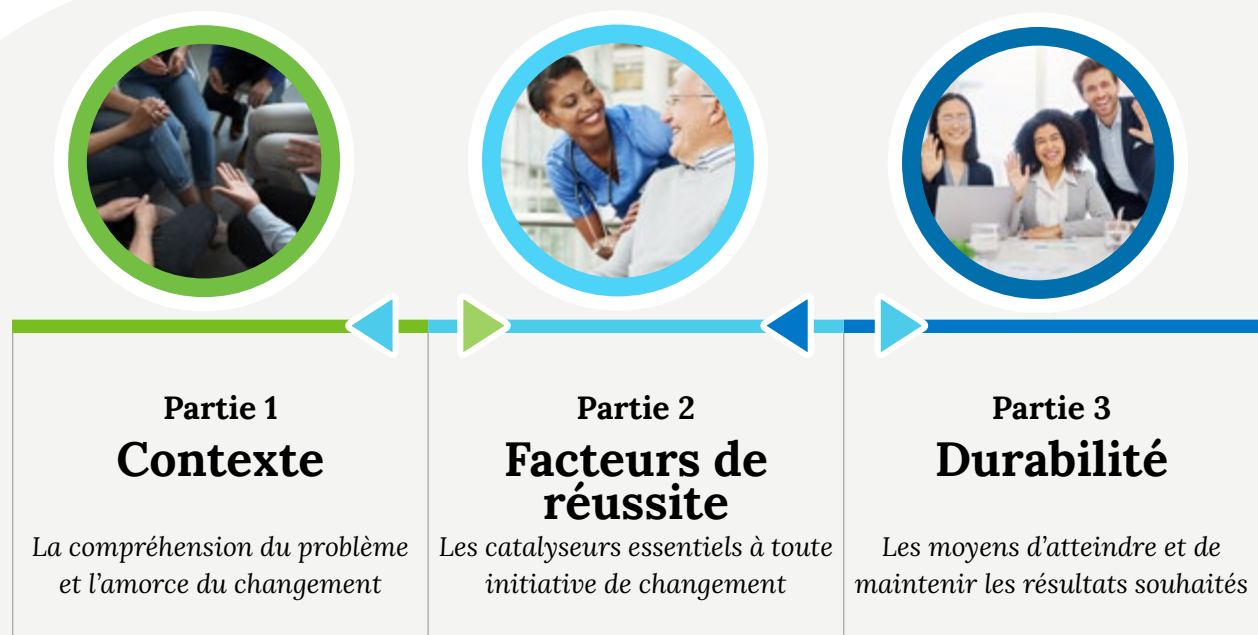 Partie 1
Contexte
La compréhension du problème
et l’amorce du changement
Partie 2
Facteurs de
réussite
Les catalyseurs essentiels à toute
initiative de changement
Partie 3
Durabilité
Les moyens d’atteindre et de
maintenir les résultats souhaités